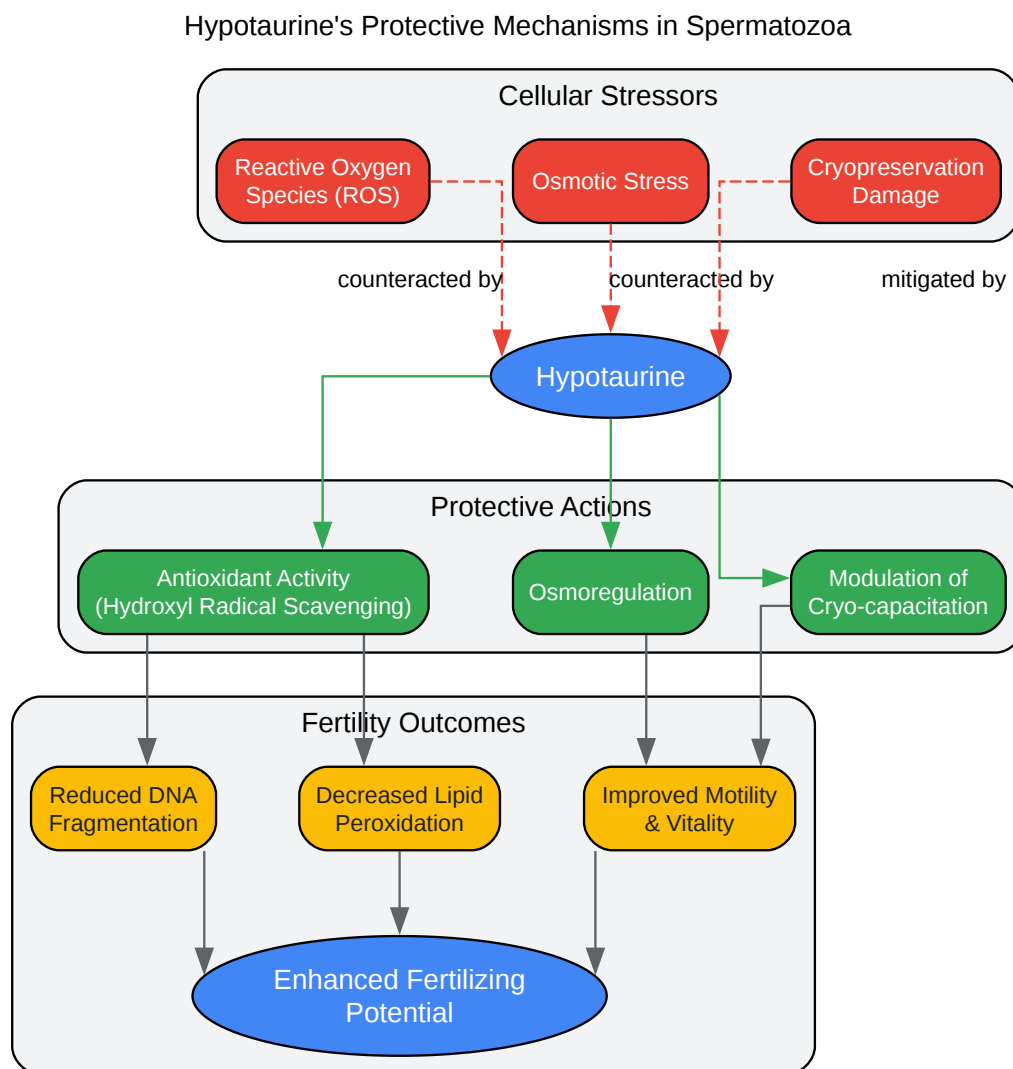 Hypotaurine's Protective Mechanisms in Spermatozoa
Cellular Stressors
Reactive Oxygen
Species (ROS)
Osmotic Stress
Cryopreservation
Damage
counteracted by
counteracted by
mitigated by
Hypotaurine
Protective Actions
Antioxidant Activity
(Hydroxyl Radical Scavenging)
Osmoregulation
Modulation of
Cryo-capacitation
Fertility Outcomes
Reduced DNA
Fragmentation
Decreased Lipid
Peroxidation
Improved Motility
& Vitality
Enhanced Fertilizing
Potential